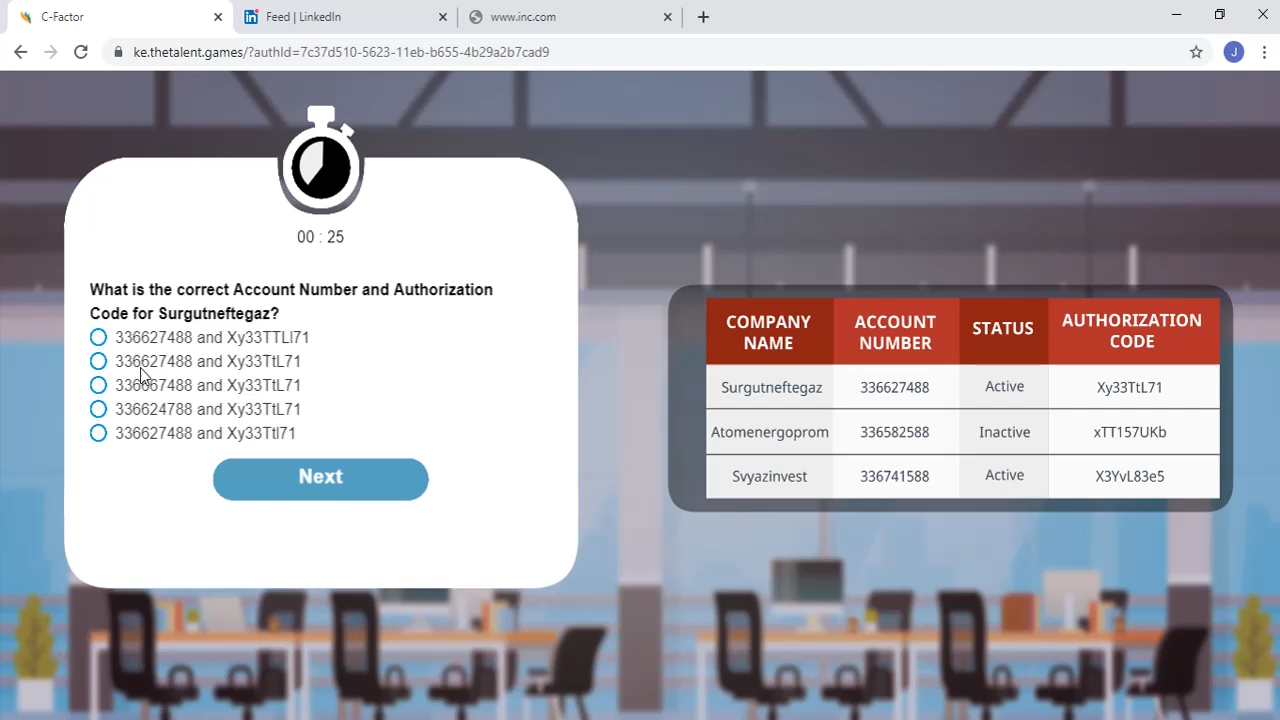 C-Factor
Feed | LinkedIn
www.inc.com
ke.thetalent.games/?authId=7c37d510-5623-11eb-b655-4b29a2b7cad9
J
00 : 25
What is the correct Account Number and Authorization
Code for Surgutneftegaz?
336627488 and Xy33TTLl71
336627488 and Xy33TtL71
336667488 and Xy33TtL71
336624788 and Xy33TtL71
336627488 and Xy33Ttl71
Next
COMPANY NAME ACCOUNT NUMBER STATUS AUTHORIZATION CODE
Surgutneftegaz 336627488 Active Xy33TtL71
Atomenergoprom 336582588 Inactive xTT157UKb
Svyazinvest 336741588 Active X3YvL83e5